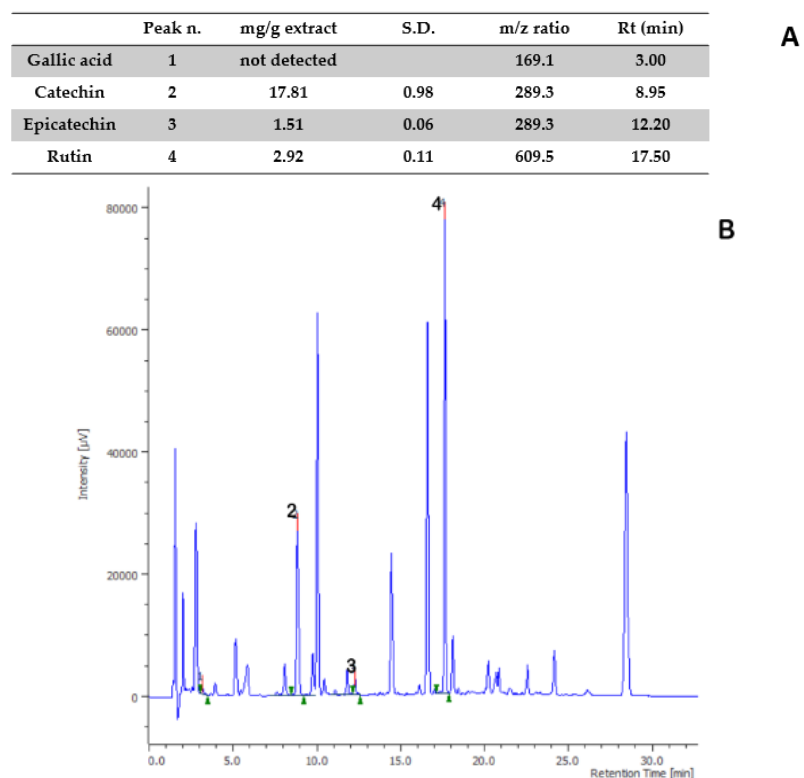 Peak n. mg/g extract S.D. m/z ratio Rt (min)
A
Gallic acid 1 not detected 169.1 3.00
Catechin 2 17.81 0.98 289.3 8.95
Epicatechin 3 1.51 0.06 289.3 12.20
Rutin 4 2.92 0.11 609.5 17.50
B
80000
60000
40000
20000
0
Intensity [µV]
2
3
4
0.0 5.0 10.0 15.0 20.0 25.0 30.0
Retention Time [min]